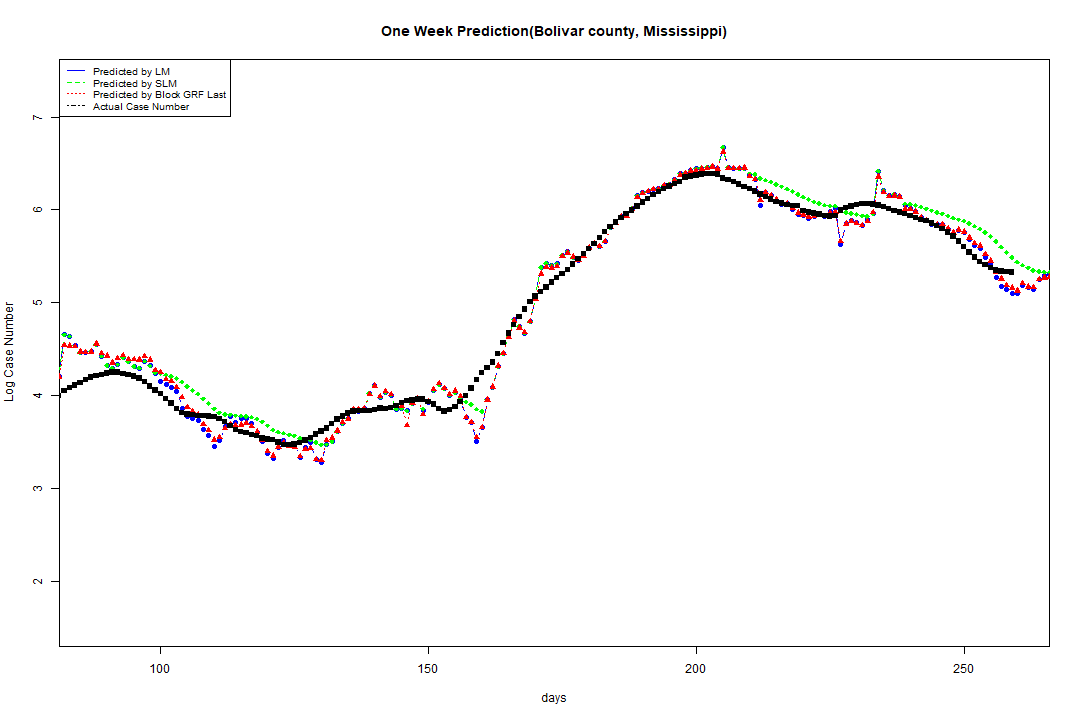 One Week Prediction(Bolivar county, Mississippi)
Predicted by LM
Predicted by SLM
Predicted by Block GRF Last
Actual Case Number
Log Case Number
7
6
5
4
3
2
100
150
200
250
days